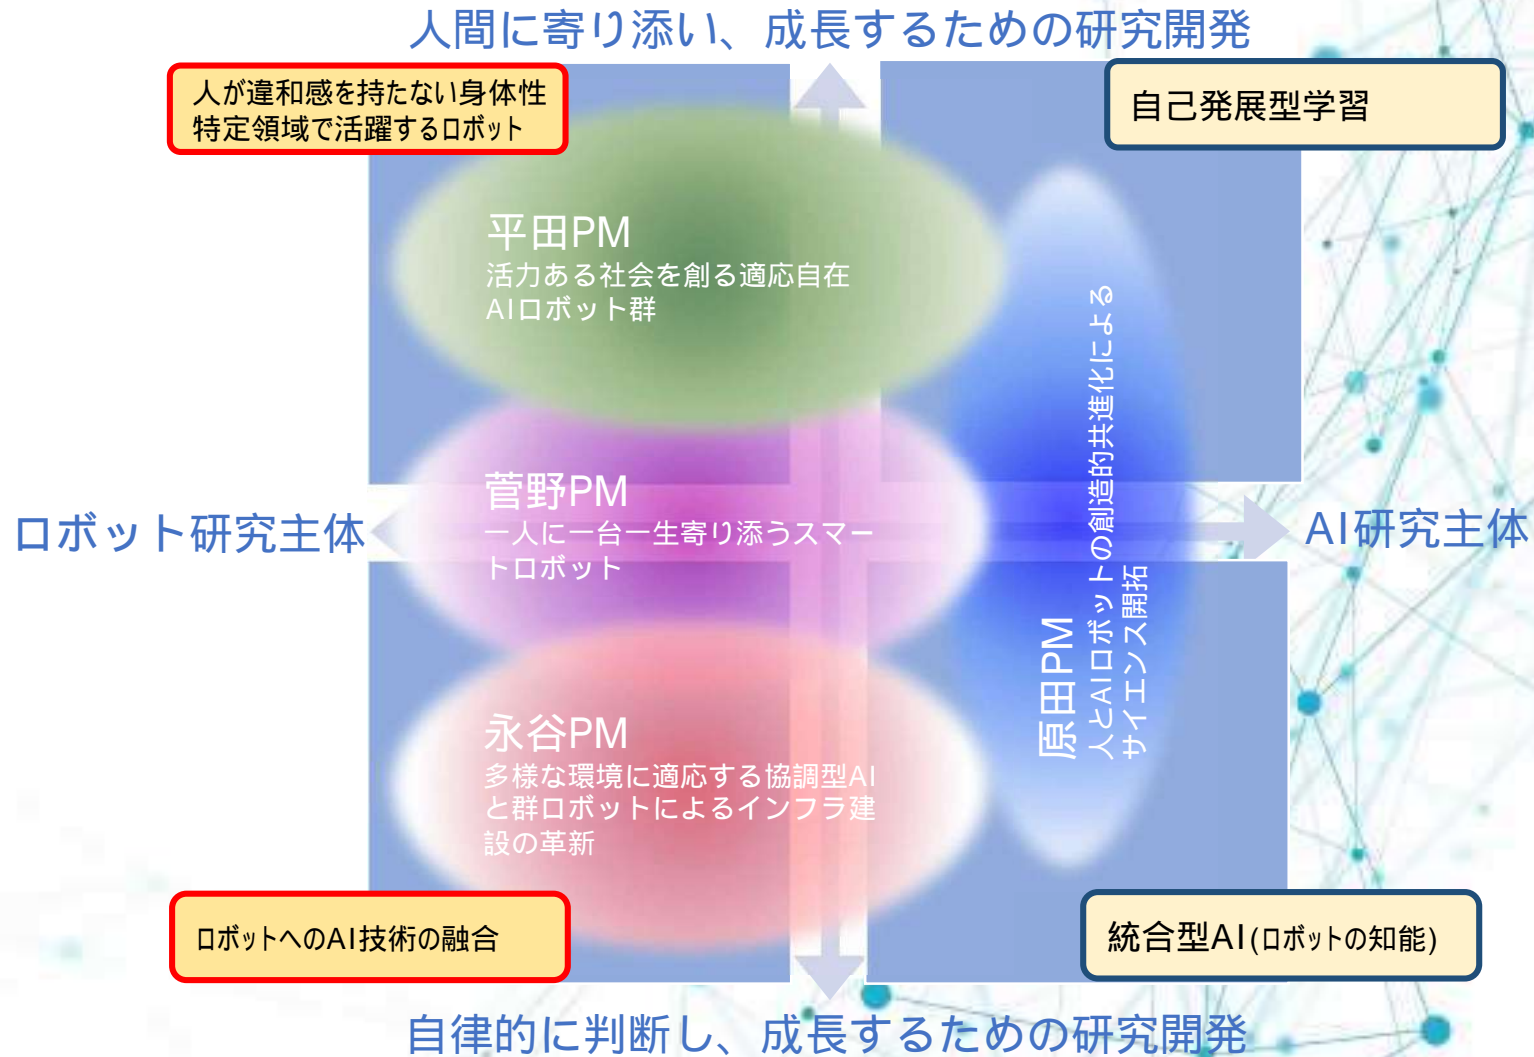 人間に寄り添い、成長するための研究開発
人が違和感を持たない身体性
特定領域で活躍するロボット
自己発展型学習
平田PM
活力ある社会を創る適応自在
AIロボット群
菅野PM
一人に一台一生寄り添うスマー
トロボット
ロボット研究主体
AI研究主体
原田PM
人とAIロボットの創造的共進化による
サイエンス開拓
永谷PM
多様な環境に適応する協調型AI
と群ロボットによるインフラ建
設の革新
ロボットへのAI技術の融合
統合型AI(ロボットの知能)
自律的に判断し、成長するための研究開発